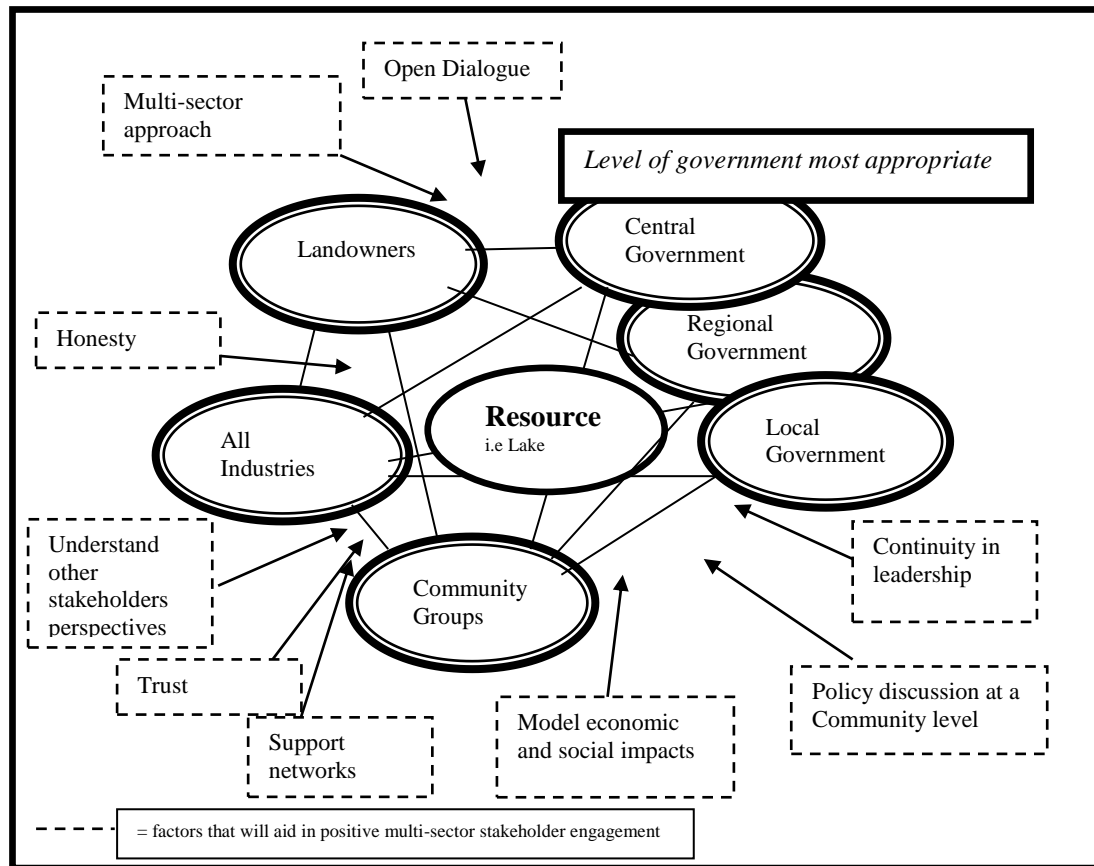 Open Dialogue
Multi-sector
approach
Level of government most appropriate
Landowners
Central
Government
Honesty
Regional
Government
Resource
i.e Lake
All
Industries
Local
Government
Understand
other
stakeholders
perspectives
Continuity in
leadership
Community
Groups
Trust
Support
networks
Model economic
and social impacts
Policy discussion at a
Community level
= factors that will aid in positive multi-sector stakeholder engagement